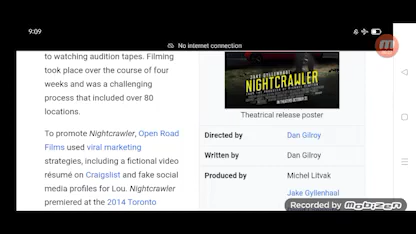 9:09
No internet connection
to watching audition tapes. Filming
took place over the course of four
weeks and was a challenging
process that included over 80
locations.
To promote Nightcrawler, Open Road
Films used viral marketing
strategies, including a fictional video
résumé on Craigslist and fake social
media profiles for Lou. Nightcrawler
premiered at the 2014 Toronto
JAKE GYLLENHAAL
NIGHTCRAWLER
Theatrical release poster
Directed by Dan Gilroy
Written by Dan Gilroy
Produced by Michel Litvak
Jake Gyllenhaal
Recorded by mobizen